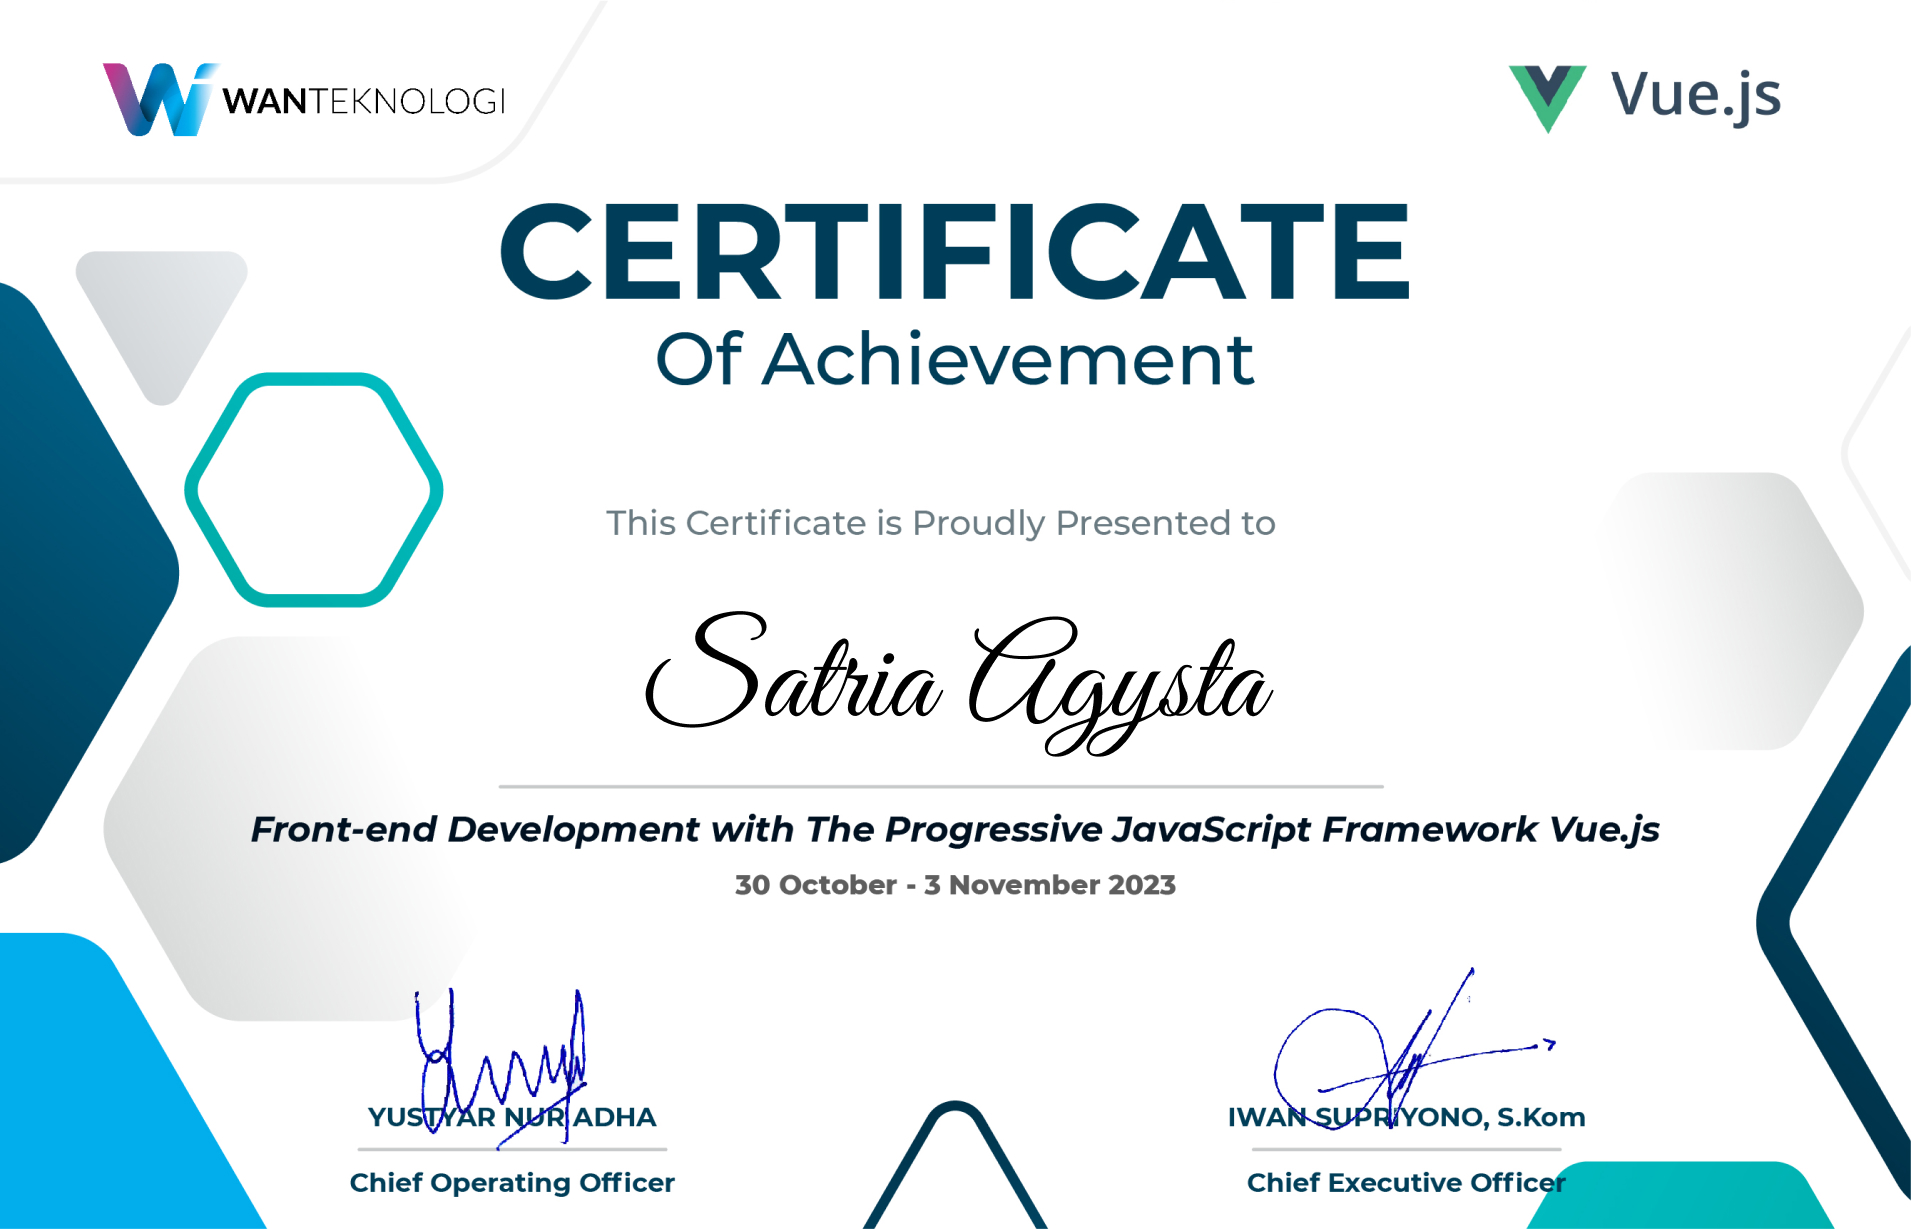 WANTEKNOLOGI
Vue.js
CERTIFICATE
Of Achievement
This Certificate is Proudly Presented to
Satria Agysta
Front-end Development with The Progressive JavaScript Framework Vue.js
30 October - 3 November 2023
YUSTYAR NUR ADHA
Chief Operating Officer
IWAN SUPRIYONO, S.Kom
Chief Executive Officer